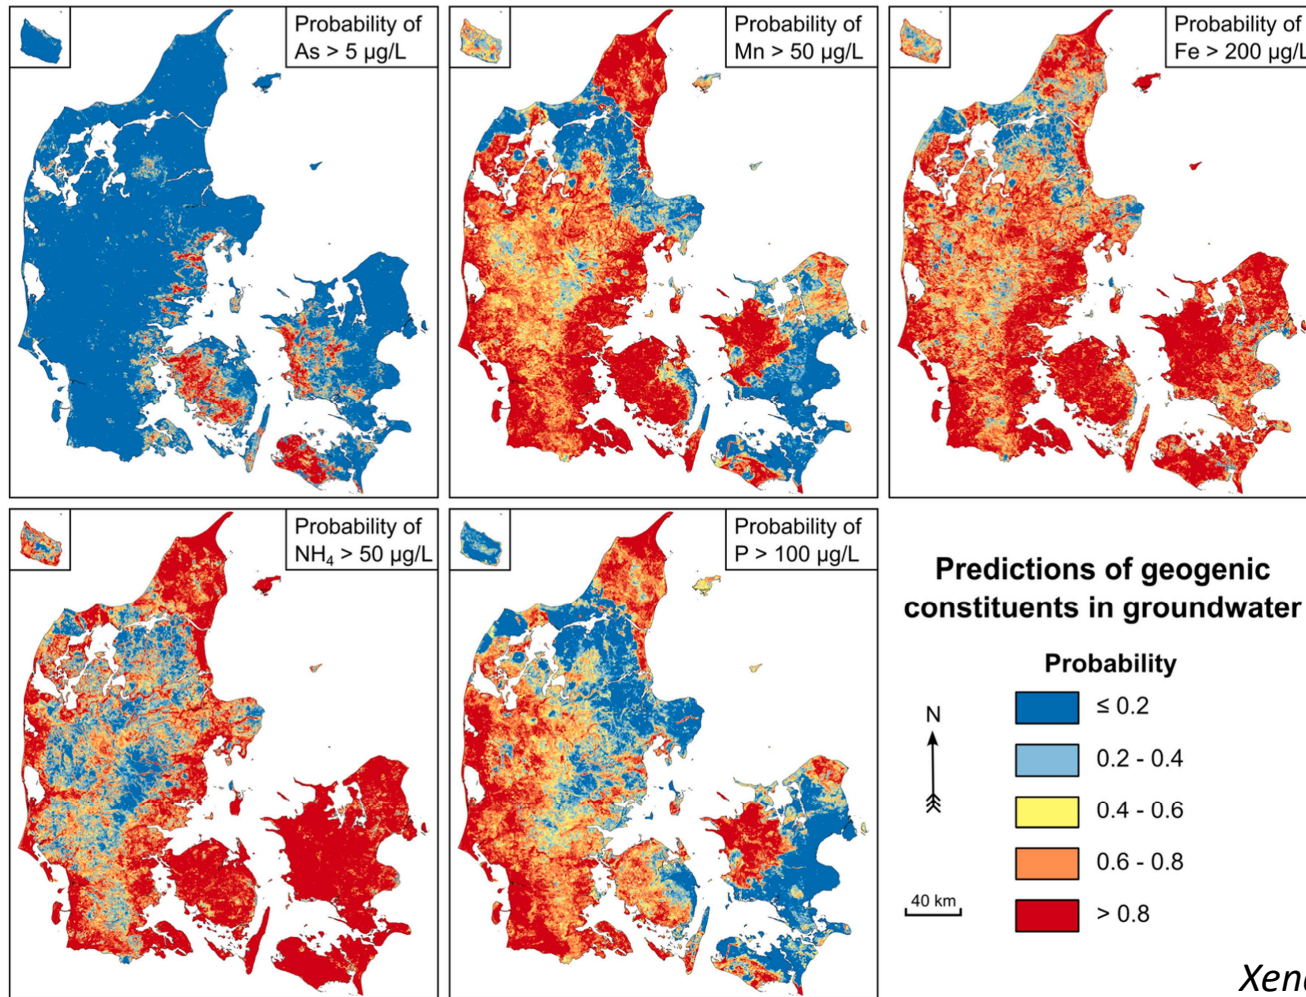 Probability of
As > 5 µg/L
Probability of
Mn > 50 µg/L
Probability of
Fe > 200 µg/L
Probability of
NH₄ > 50 µg/L
Probability of
P > 100 µg/L
Predictions of geogenic
constituents in groundwater
Probability
N
≤ 0.2
0.2 - 0.4
0.4 - 0.6
0.6 - 0.8
> 0.8
40 km